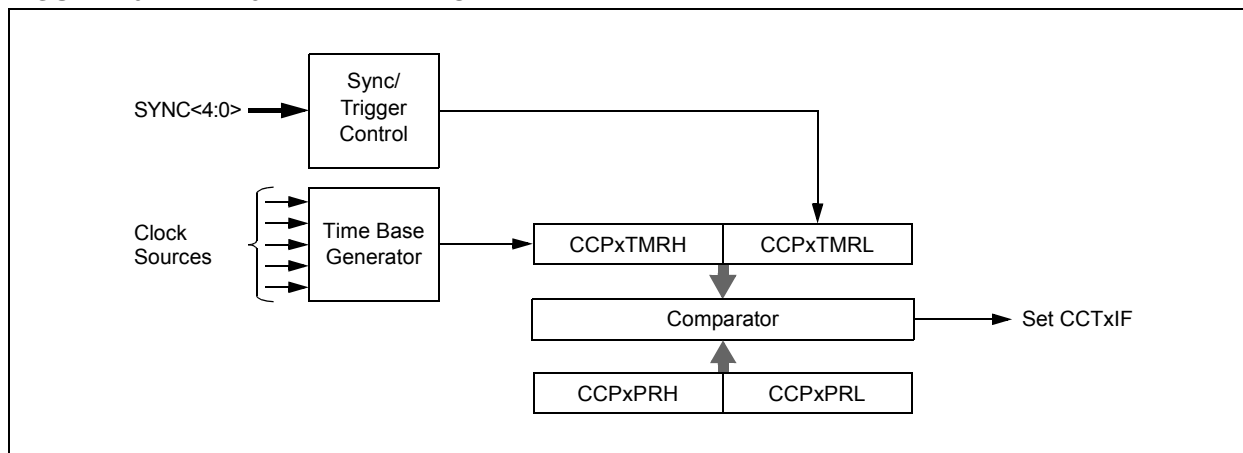 Sync/
Trigger
Control
SYNC<4:0>
Clock
Sources
Time Base
Generator
CCPxTMRH
CCPxTMRL
Comparator
Set CCTxIF
CCPxPRH
CCPxPRL